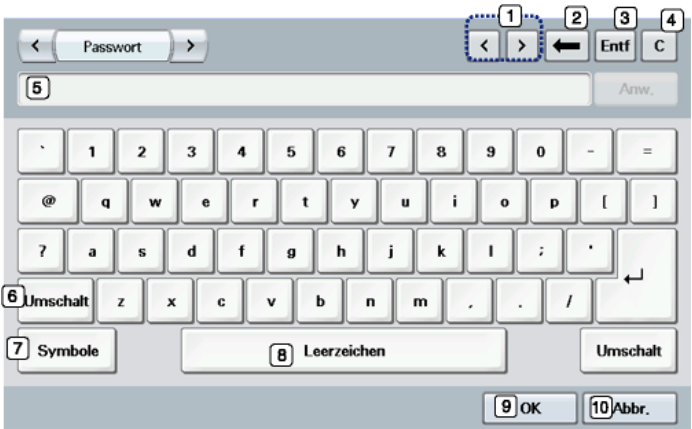 1 2 3 4
< Passwort > < > ← Entf C
5 Anw.
` 1 2 3 4 5 6 7 8 9 0 - =
@ q w e r t y u i o p [ ]
? a s d f g h j k l ; '
6 Umschalt z x c v b n m , . / ↵
7 Symbole 8 Leerzeichen Umschalt
9 OK 10 Abbr.